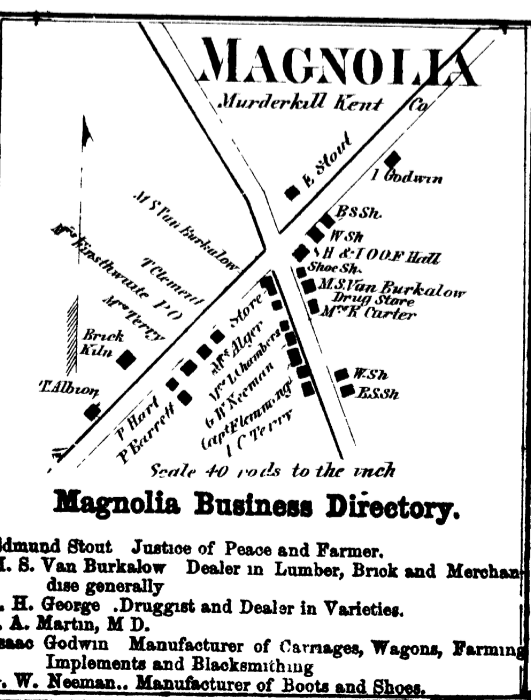 MAGNOLIA
Murderkill Kent Co
E Stout
I Godwin
B S Sh.
W Sh
S H & I O O F Hall
Shoe Sh.
M. S. Van Burkalow
Drug Store
Mrs K Carter
M S Van Burkalow
T Clement
P O
Mrs Terry
Brick
Kiln
T. Albion
Store
Mrs Alger
Mrs L Chambers
G W Neeman
Capt Flemming
I C Terry
P Hart
P Barrett
W. Sh
B. S Sh
Scale 40 rods to the inch
Magnolia Business Directory.
dmund Stout Justice of Peace and Farmer.
. S. Van Burkalow Dealer in Lumber, Brick and Merchan
dise generally
. H. George . Druggist and Dealer in Varieties.
. A. Martin, M D.
saac Godwin Manufacturer of Carriages, Wagons, Farming
Implements and Blacksmithing
. W. Neeman.. Manufacturer of Boots and Shoes.